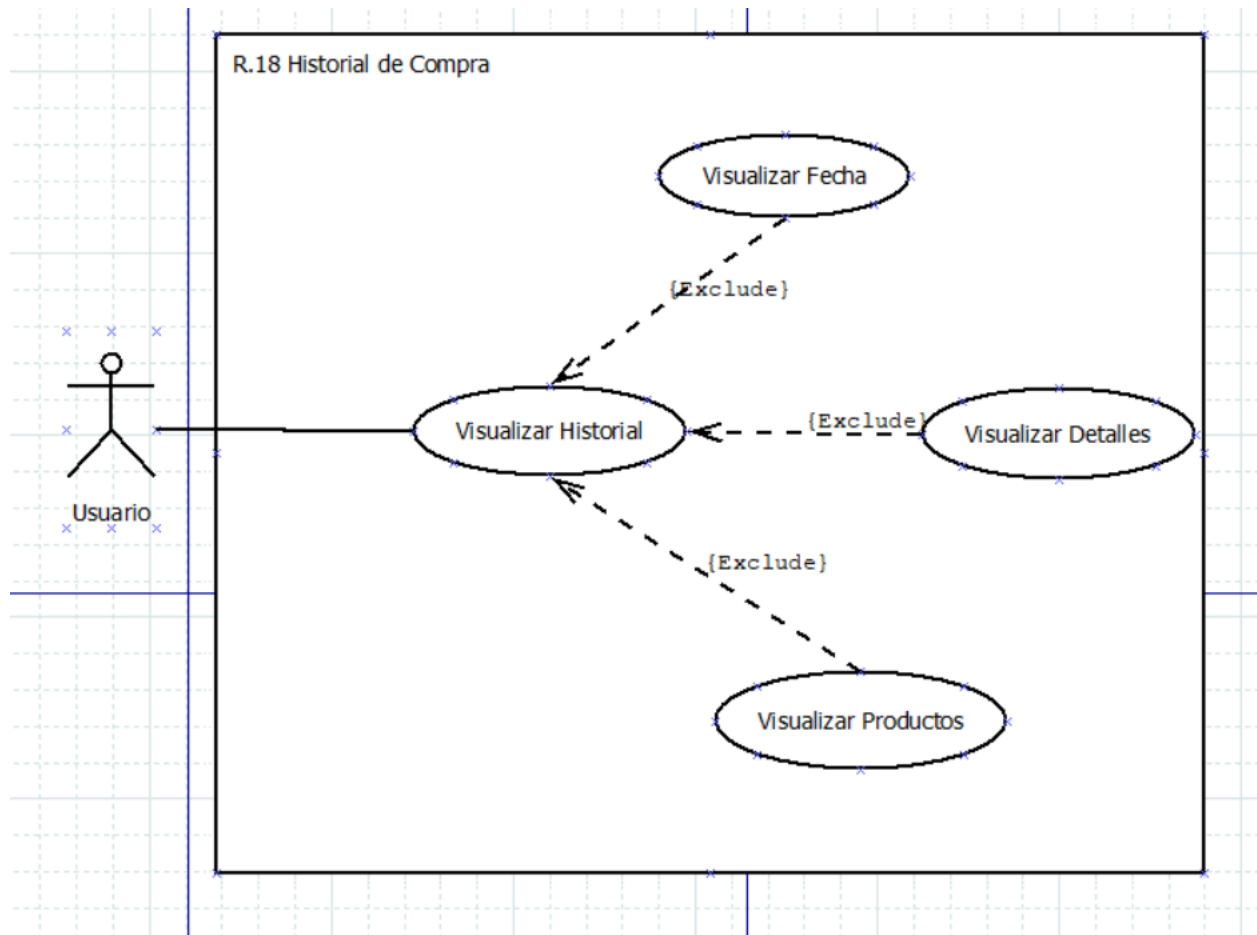 R.18 Historial de Compra
Visualizar Fecha
{Exclude}
Visualizar Historial
{Exclude}
Visualizar Detalles
Usuario
{Exclude}
Visualizar Productos